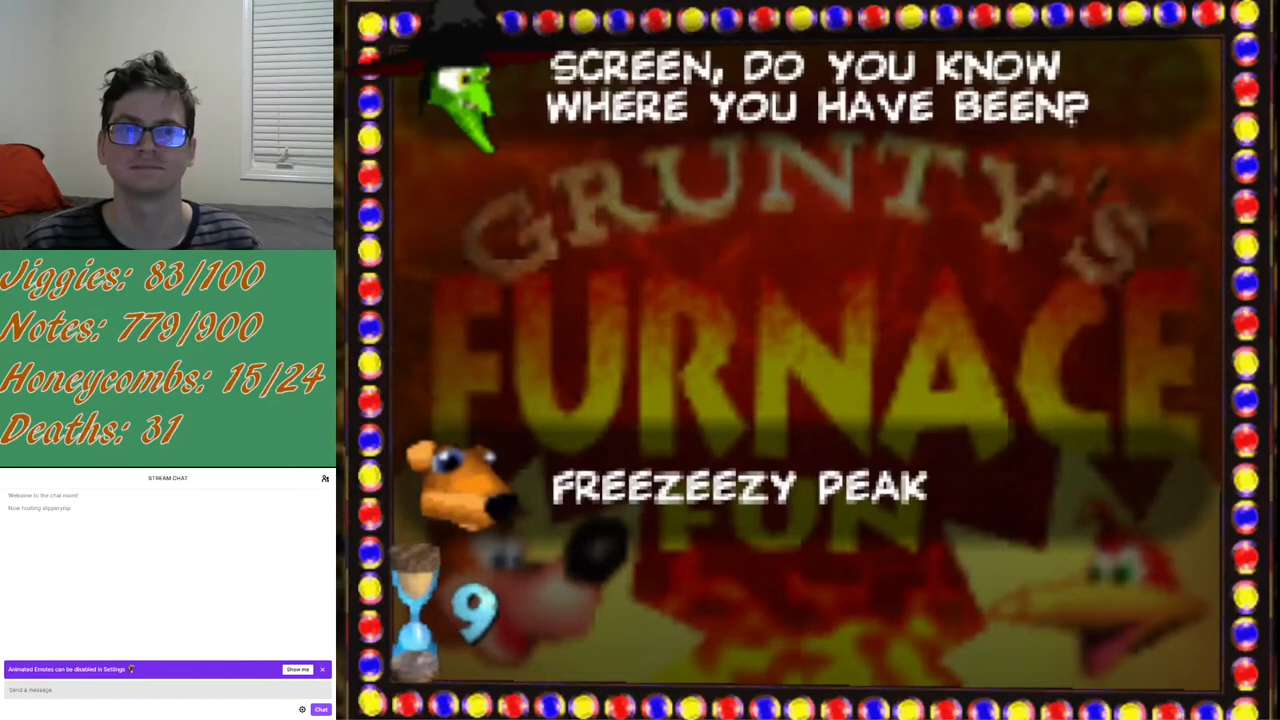 Jiggies: 83/100
Notes: 779/900
Honeycombs: 15/24
Deaths: 31
STREAM CHAT
Welcome to the chat room!
Now hosting slipperynip
Animated Emotes can be disabled in Settings
Show me
Send a message
Chat
SCREEN, DO YOU KNOW
WHERE YOU HAVE BEEN?
GRUNTY'S
FURNACE
FUN
FREEZEEZY PEAK
9